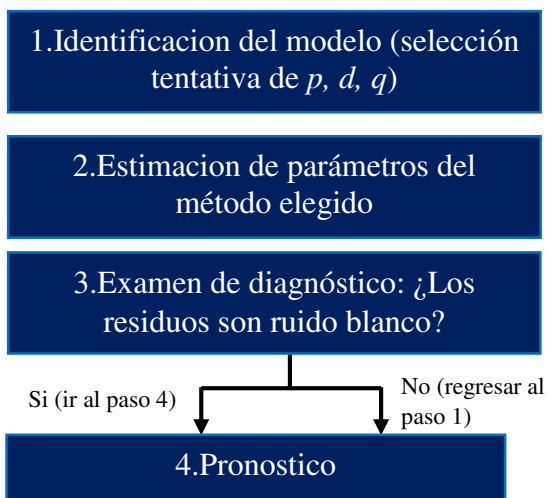 1.Identificacion del modelo (selección
tentativa de p, d, q)
2.Estimacion de parámetros del
método elegido
3.Examen de diagnóstico: ¿Los
residuos son ruido blanco?
Si (ir al paso 4)
No (regresar al
paso 1)
4.Pronostico